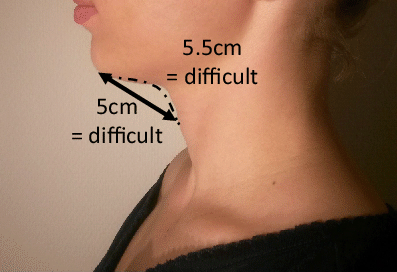 5.5cm
= difficult
5cm
= difficult